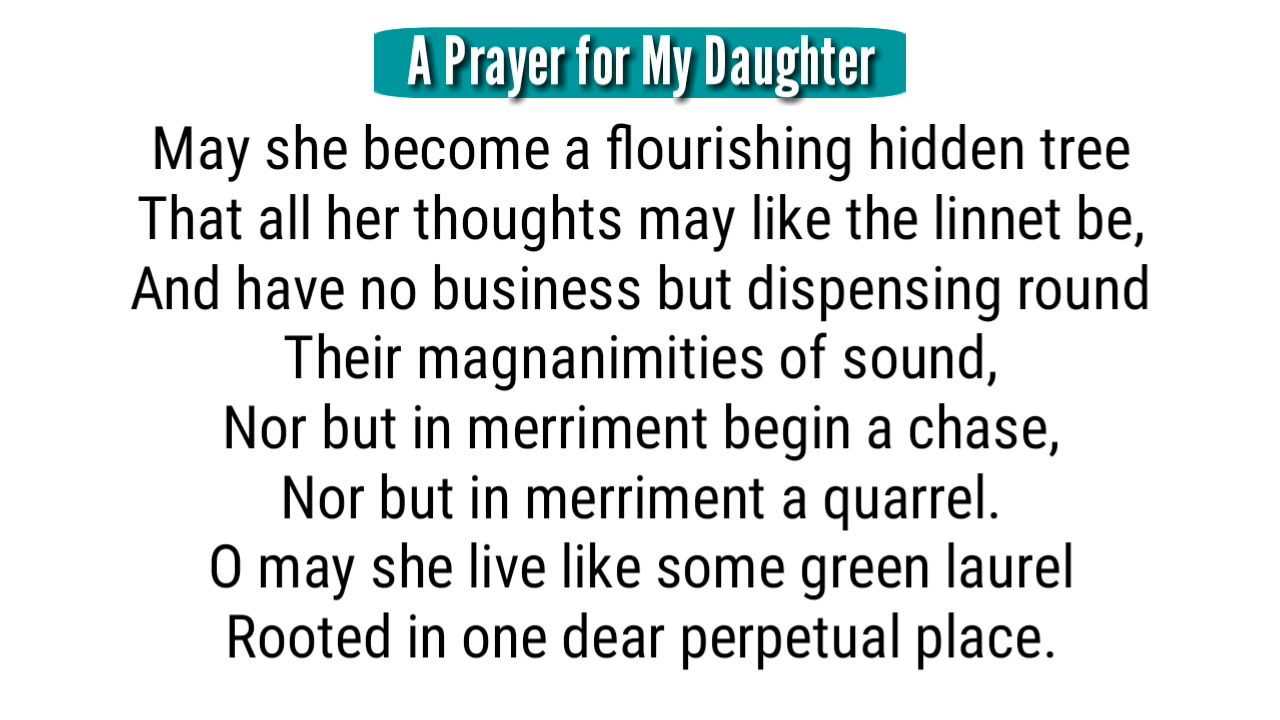 A Prayer for My Daughter
May she become a flourishing hidden tree
That all her thoughts may like the linnet be,
And have no business but dispensing round
Their magnanimities of sound,
Nor but in merriment begin a chase,
Nor but in merriment a quarrel.
O may she live like some green laurel
Rooted in one dear perpetual place.